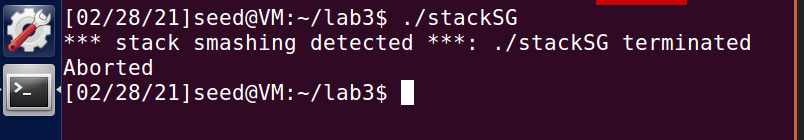 [02/28/21]seed@VM:~/lab3$ ./stackSG
*** stack smashing detected ***: ./stackSG terminated
Aborted
[02/28/21]seed@VM:~/lab3$